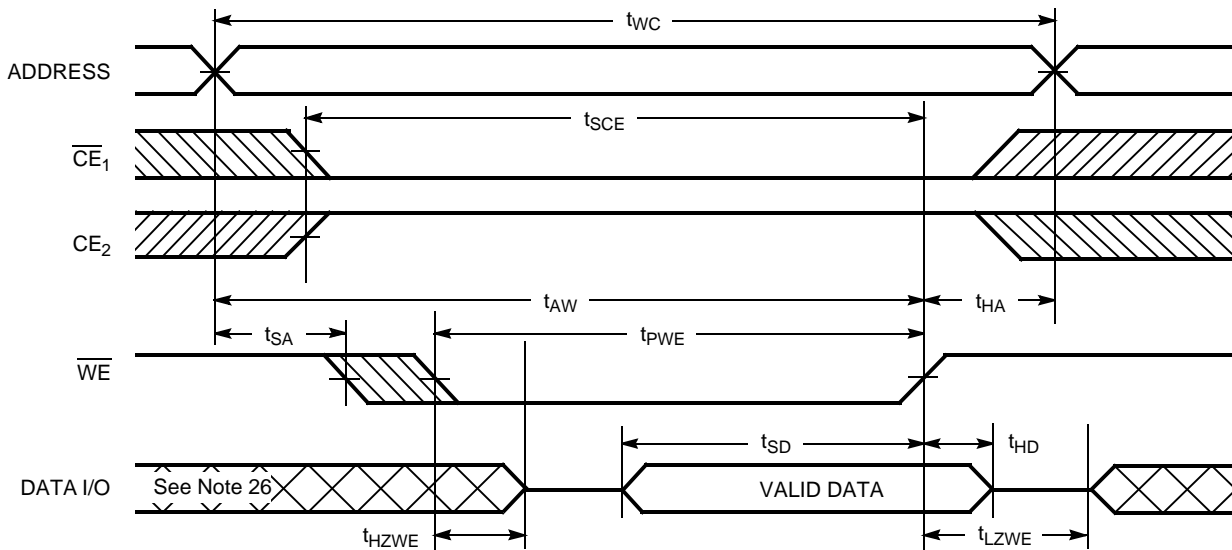 tWC
ADDRESS
tSCE
CE1
CE2
tAW
tHA
tSA
tPWE
WE
tSD
tHD
DATA I/O
See Note 26
VALID DATA
tHZWE
tLZWE